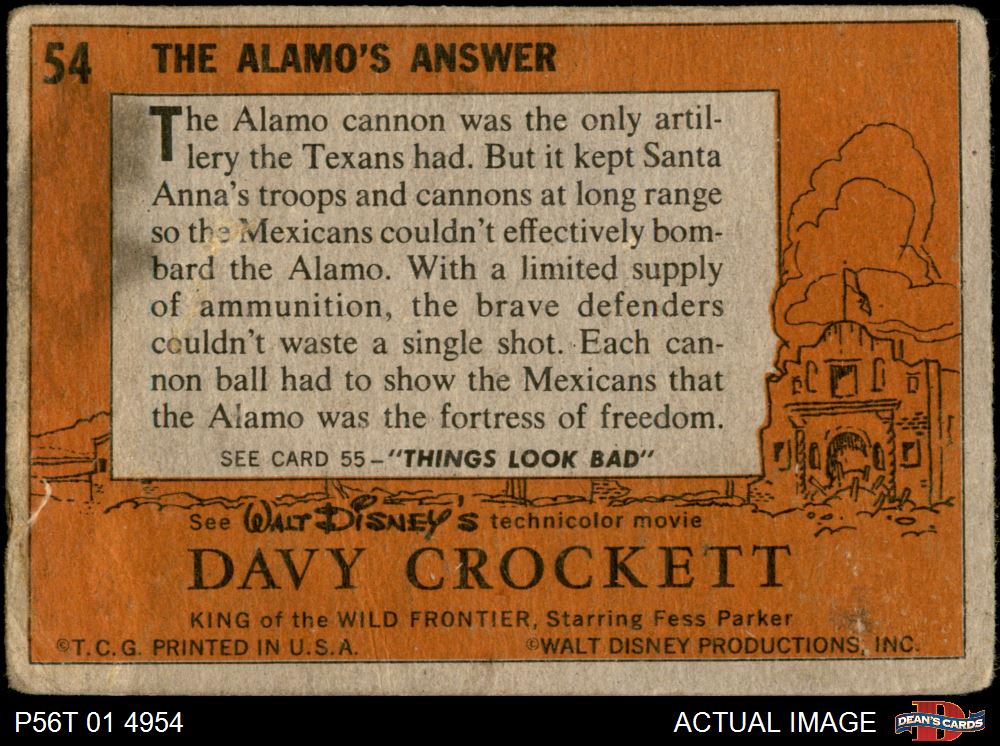 54 THE ALAMO'S ANSWER
The Alamo cannon was the only artil-
lery the Texans had. But it kept Santa
Anna's troops and cannons at long range
so the Mexicans couldn't effectively bom-
bard the Alamo. With a limited supply
of ammunition, the brave defenders
couldn't waste a single shot. Each can-
non ball had to show the Mexicans that
the Alamo was the fortress of freedom.
SEE CARD 55-"THINGS LOOK BAD"
See WALT DISNEY'S technicolor movie
DAVY CROCKETT
KING of the WILD FRONTIER, Starring Fess Parker
©T.C.G. PRINTED IN U.S.A. ©WALT DISNEY PRODUCTIONS, INC.
P56T 01 4954 ACTUAL IMAGE D DEAN'S CARDS